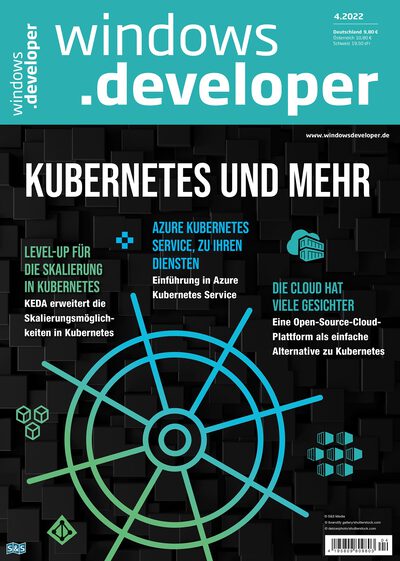 windows
.developer
windows
.developer
4.2022
Deutschland 9,80 €
Österreich 10,80 €
Schweiz 19,50 sFr
www.windowsdeveloper.de
KUBERNETES UND MEHR
LEVEL-UP FÜR
DIE SKALIERUNG
IN KUBERNETES
KEDA erweitert die
Skalierungsmöglich-
keiten in Kubernetes
AZURE KUBERNETES
SERVICE, ZU IHREN
DIENSTEN
Einführung in Azure
Kubernetes Service
DIE CLOUD HAT
VIELE GESICHTER
Eine Open-Source-Cloud-
Plattform als einfache
Alternative zu Kubernetes
© S&S Media
S&S
04